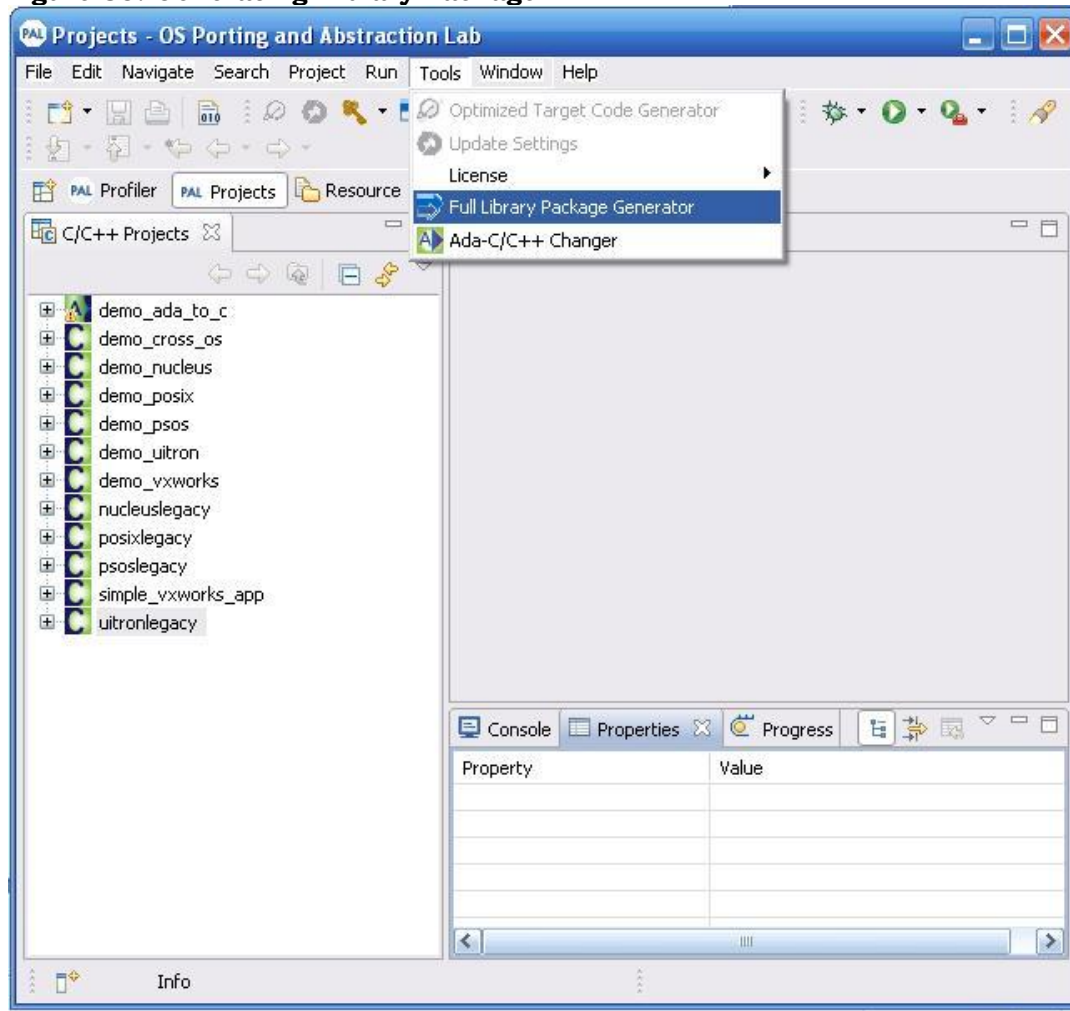 PAL Projects - OS Porting and Abstraction Lab
File Edit Navigate Search Project Run Tools Window Help
010
Optimized Target Code Generator
Update Settings
License
Full Library Package Generator
Ada-C/C++ Changer
PAL Profiler PAL Projects Resource
C/C++ Projects
demo_ada_to_c
demo_cross_os
demo_nucleus
demo_posix
demo_psos
demo_uitron
demo_vxworks
nucleuslegacy
posixlegacy
psoslegacy
simple_vxworks_app
uitronlegacy
Console Properties Progress
Property Value
Info